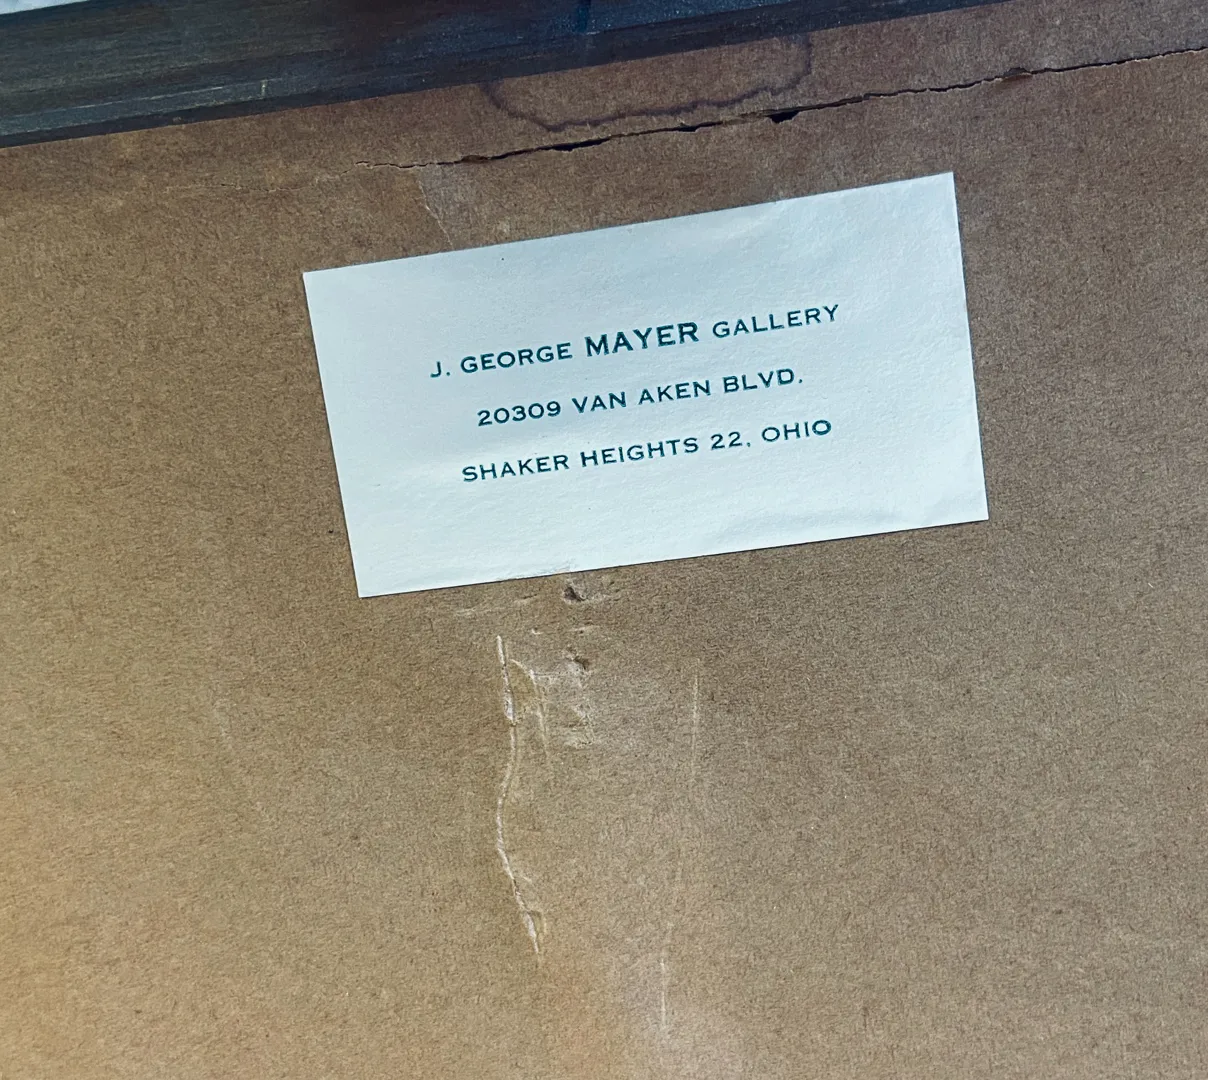 J. GEORGE MAYER GALLERY
20309 VAN AKEN BLVD.
SHAKER HEIGHTS 22, OHIO